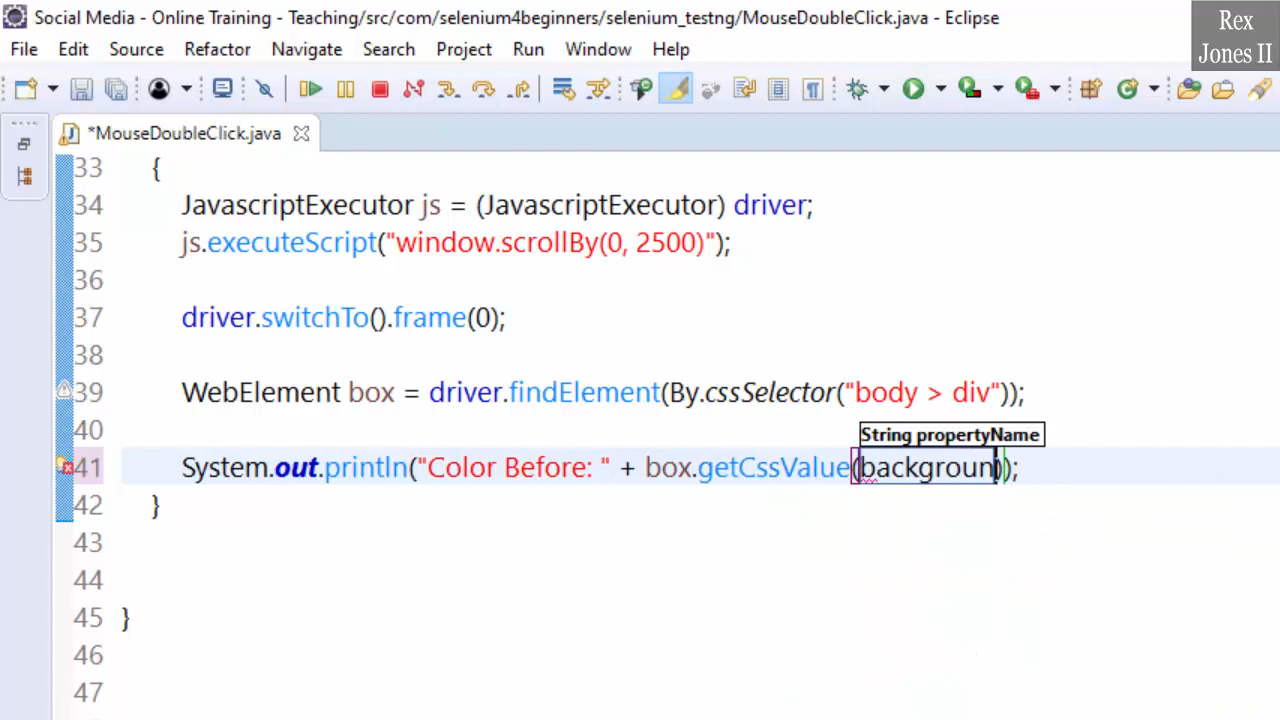 Social Media - Online Training - Teaching/src/com/selenium4beginners/selenium_testng/MouseDoubleClick.java - Eclipse
Rex
Jones II
File Edit Source Refactor Navigate Search Project Run Window Help
*MouseDoubleClick.java
33 {
34 JavascriptExecutor js = (JavascriptExecutor) driver;
35 js.executeScript("window.scrollBy(0, 2500)");
36
37 driver.switchTo().frame(0);
38
39 WebElement box = driver.findElement(By.cssSelector("body > div"));
40
String propertyName
41 System.out.println("Color Before: " + box.getCssValue(backgroun));
42 }
43
44
45 }
46
47